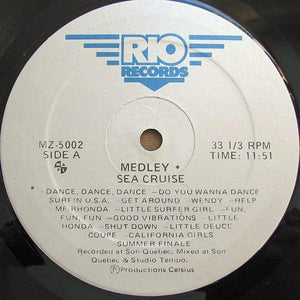 RIO
RECORDS
MZ-5002
SIDE A
33 1/3 RPM
TIME: 11:51
MEDLEY *
SEA CRUISE
*
DANCE, DANCE, DANCE -DO YOU WANNA DANCE
SURFIN U.S.A. -GET AROUND -WENDY -HELP
ME RHONDA -LITTLE SURFER GIRL -FUN,
FUN, FUN -GOOD VIBRATIONS -LITTLE
HONDA -SHUT DOWN -LITTLE DEUCE
COUPE -CALIFORNIA GIRLS
SUMMER FINALE
Recorded at Son Quebec, Mixed at Son
Quebec & Studio Tempo.
Ⓟ Productions Celsius